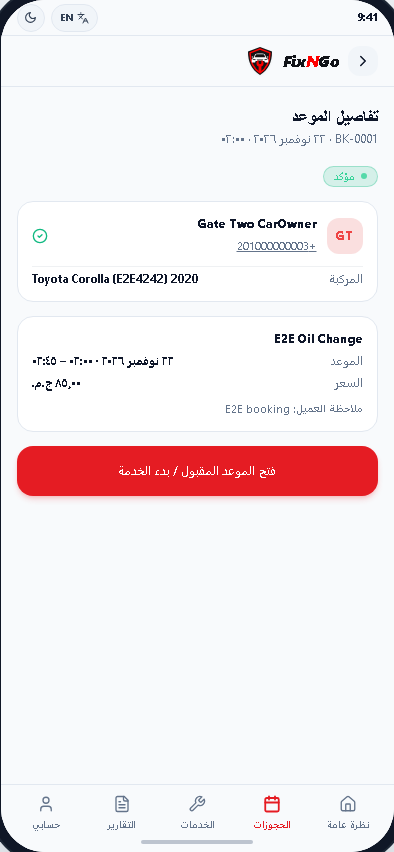 9:41
EN
FixNGo
تفاصيل الموعد
BK-0001 · ٢٢ نوفمبر ٢٠٢٦ · ٠٢:٠٠
مؤكد
GT
Gate Two CarOwner
+201000000003
المركبة
Toyota Corolla (E2E4242) 2020
E2E Oil Change
الموعد
٢٢ نوفمبر ٢٠٢٦ · ٠٢:٠٠ – ٠٢:٤٥
السعر
٨٥٫٠٠ ج.م.
ملاحظة العميل: E2E booking
فتح الموعد المقبول / بدء الخدمة
نظرة عامة
الحجوزات
الخدمات
التقارير
حسابي